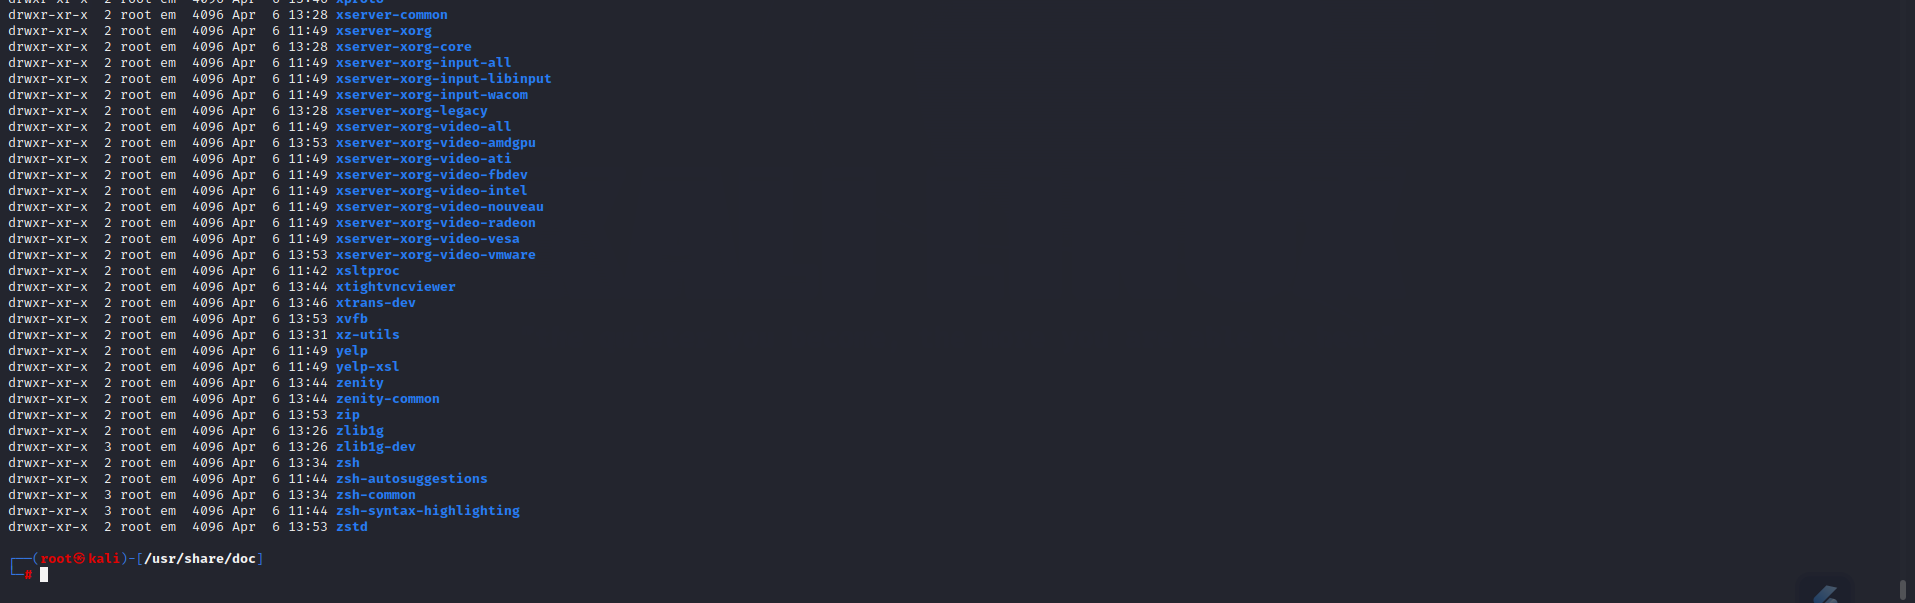 drwxr-xr-x  2 root em  4096 Apr  6 13:28 xserver-common
drwxr-xr-x  2 root em  4096 Apr  6 11:49 xserver-xorg
drwxr-xr-x  2 root em  4096 Apr  6 13:28 xserver-xorg-core
drwxr-xr-x  2 root em  4096 Apr  6 11:49 xserver-xorg-input-all
drwxr-xr-x  2 root em  4096 Apr  6 11:49 xserver-xorg-input-libinput
drwxr-xr-x  2 root em  4096 Apr  6 11:49 xserver-xorg-input-wacom
drwxr-xr-x  2 root em  4096 Apr  6 13:28 xserver-xorg-legacy
drwxr-xr-x  2 root em  4096 Apr  6 11:49 xserver-xorg-video-all
drwxr-xr-x  2 root em  4096 Apr  6 13:53 xserver-xorg-video-amdgpu
drwxr-xr-x  2 root em  4096 Apr  6 11:49 xserver-xorg-video-ati
drwxr-xr-x  2 root em  4096 Apr  6 11:49 xserver-xorg-video-fbdev
drwxr-xr-x  2 root em  4096 Apr  6 11:49 xserver-xorg-video-intel
drwxr-xr-x  2 root em  4096 Apr  6 11:49 xserver-xorg-video-nouveau
drwxr-xr-x  2 root em  4096 Apr  6 11:49 xserver-xorg-video-radeon
drwxr-xr-x  2 root em  4096 Apr  6 11:49 xserver-xorg-video-vesa
drwxr-xr-x  2 root em  4096 Apr  6 13:53 xserver-xorg-video-vmware
drwxr-xr-x  2 root em  4096 Apr  6 11:42 xsltproc
drwxr-xr-x  2 root em  4096 Apr  6 13:44 xtightvncviewer
drwxr-xr-x  2 root em  4096 Apr  6 13:46 xtrans-dev
drwxr-xr-x  2 root em  4096 Apr  6 13:53 xvfb
drwxr-xr-x  2 root em  4096 Apr  6 13:31 xz-utils
drwxr-xr-x  2 root em  4096 Apr  6 11:49 yelp
drwxr-xr-x  2 root em  4096 Apr  6 11:49 yelp-xsl
drwxr-xr-x  2 root em  4096 Apr  6 13:44 zenity
drwxr-xr-x  2 root em  4096 Apr  6 13:44 zenity-common
drwxr-xr-x  2 root em  4096 Apr  6 13:53 zip
drwxr-xr-x  2 root em  4096 Apr  6 13:26 zlib1g
drwxr-xr-x  3 root em  4096 Apr  6 13:26 zlib1g-dev
drwxr-xr-x  2 root em  4096 Apr  6 13:34 zsh
drwxr-xr-x  2 root em  4096 Apr  6 11:44 zsh-autosuggestions
drwxr-xr-x  3 root em  4096 Apr  6 13:34 zsh-common
drwxr-xr-x  3 root em  4096 Apr  6 11:44 zsh-syntax-highlighting
drwxr-xr-x  2 root em  4096 Apr  6 13:53 zstd
┌──(root㉿kali)-[/usr/share/doc]
└─#